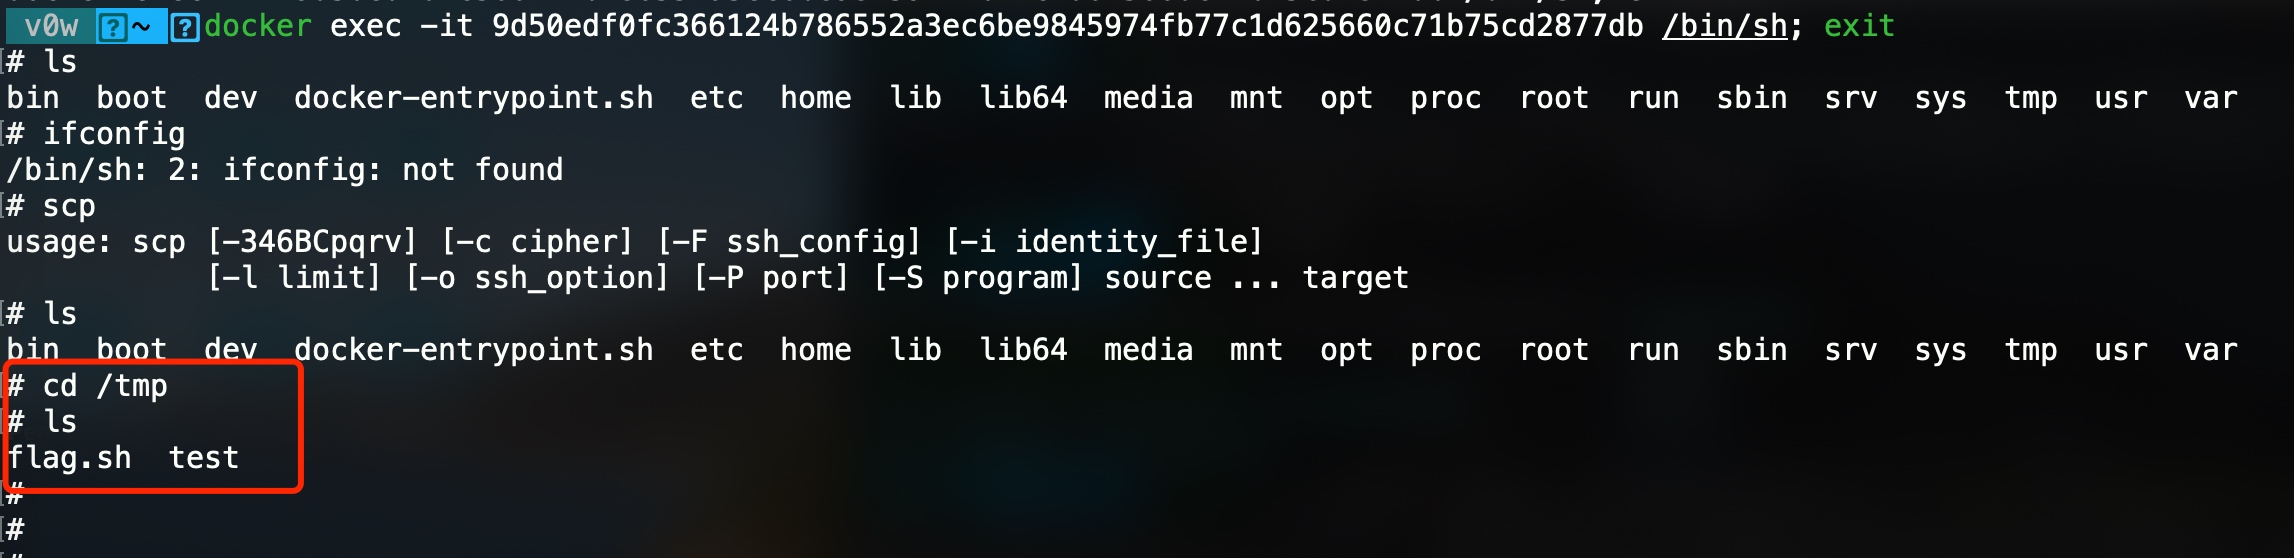 v0w ~ docker exec -it 9d50edf0fc366124b786552a3ec6be9845974fb77c1d625660c71b75cd2877db /bin/sh; exit
# ls
bin  boot  dev  docker-entrypoint.sh  etc  home  lib  lib64  media  mnt  opt  proc  root  run  sbin  srv  sys  tmp  usr  var
# ifconfig
/bin/sh: 2: ifconfig: not found
# scp
usage: scp [-346BCpqrv] [-c cipher] [-F ssh_config] [-i identity_file]
           [-l limit] [-o ssh_option] [-P port] [-S program] source ... target
# ls
bin  boot  dev  docker-entrypoint.sh  etc  home  lib  lib64  media  mnt  opt  proc  root  run  sbin  srv  sys  tmp  usr  var
# cd /tmp
# ls
flag.sh  test
#
#